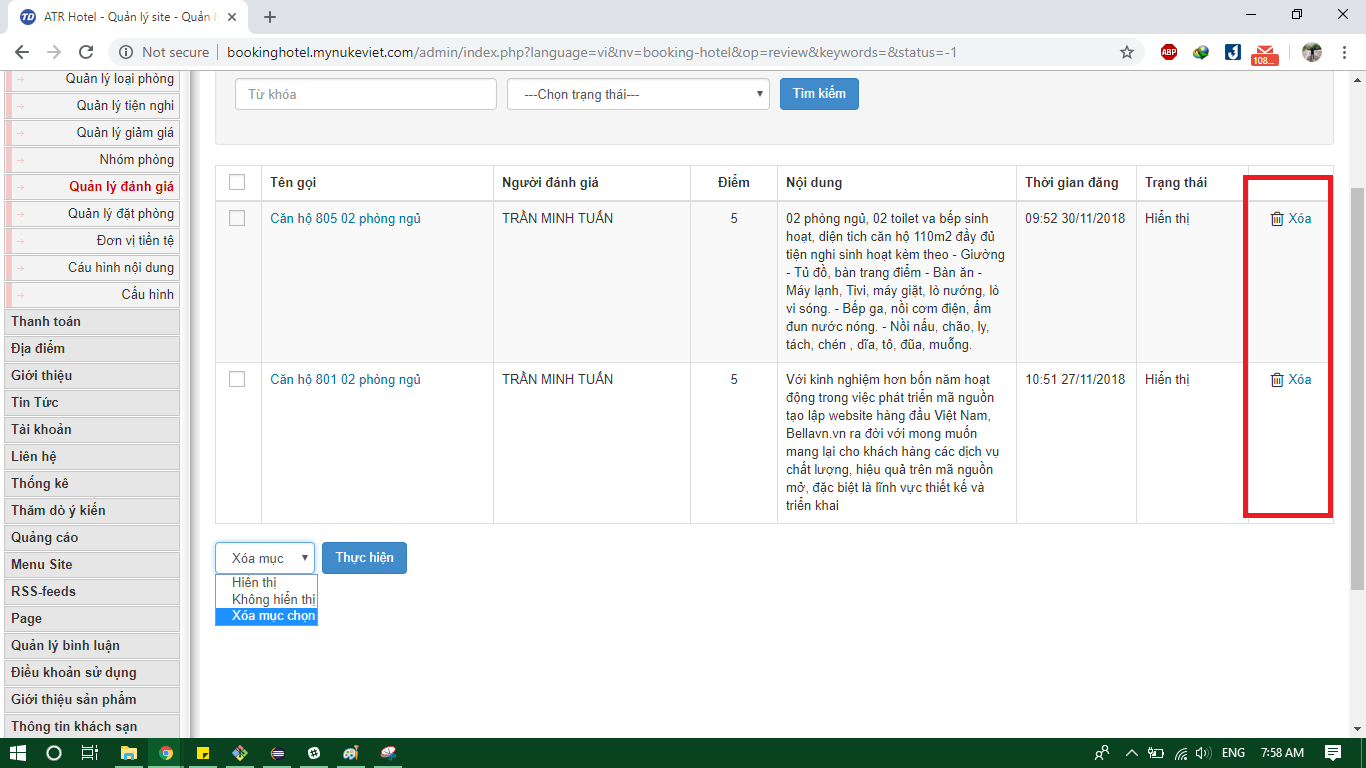 ATR Hotel - Quản lý site - Quản l
Not secure
bookinghotel.mynukeviet.com/admin/index.php?language=vi&nv=booking-hotel&op=review&keywords=&status=-1
ABP
108...
Quản lý loại phòng
Quản lý tiện nghi
Quản lý giảm giá
Nhóm phòng
Quản lý đánh giá
Quản lý đặt phòng
Đơn vị tiền tệ
Cáu hình nội dung
Cấu hình
Thanh toán
Địa điểm
Giới thiệu
Tin Tức
Tài khoản
Liên hệ
Thống kê
Thăm dò ý kiến
Quảng cáo
Menu Site
RSS-feeds
Page
Quản lý bình luận
Điều khoản sử dụng
Giới thiệu sản phẩm
Thông tin khách sạn
Từ khóa
---Chọn trạng thái---
Tìm kiếm
Tên gọi Người đánh giá Điểm Nội dung Thời gian đăng Trạng thái
Căn hộ 805 02 phòng ngủ TRẦN MINH TUẤN 5 02 phòng ngủ, 02 toilet va bếp sinh 09:52 30/11/2018 Hiển thị Xóa
hoạt, diện tích căn hộ 110m2 đầy đủ
tiện nghi sinh hoạt kèm theo - Giường
- Tủ đồ, bàn trang điểm - Bàn ăn -
Máy lạnh, Tivi, máy giặt, lò nướng, lò
vi sóng. - Bếp ga, nồi cơm điện, ấm
đun nước nóng. - Nồi nấu, chão, ly,
tách, chén , dĩa, tô, đũa, muỗng.
Căn hộ 801 02 phòng ngủ TRẦN MINH TUẤN 5 Với kinh nghiệm hơn bốn năm hoạt 10:51 27/11/2018 Hiển thị Xóa
động trong việc phát triển mã nguồn
tạo lập website hàng đầu Việt Nam,
Bellavn.vn ra đời với mong muốn
mang lại cho khách hàng các dịch vụ
chất lượng, hiệu quả trên mã nguồn
mở, đặc biệt là lĩnh vực thiết kế và
triển khai
Xóa mục
Thực hiện
Hiển thị
Không hiển thị
Xóa mục chọn
ENG 7:58 AM